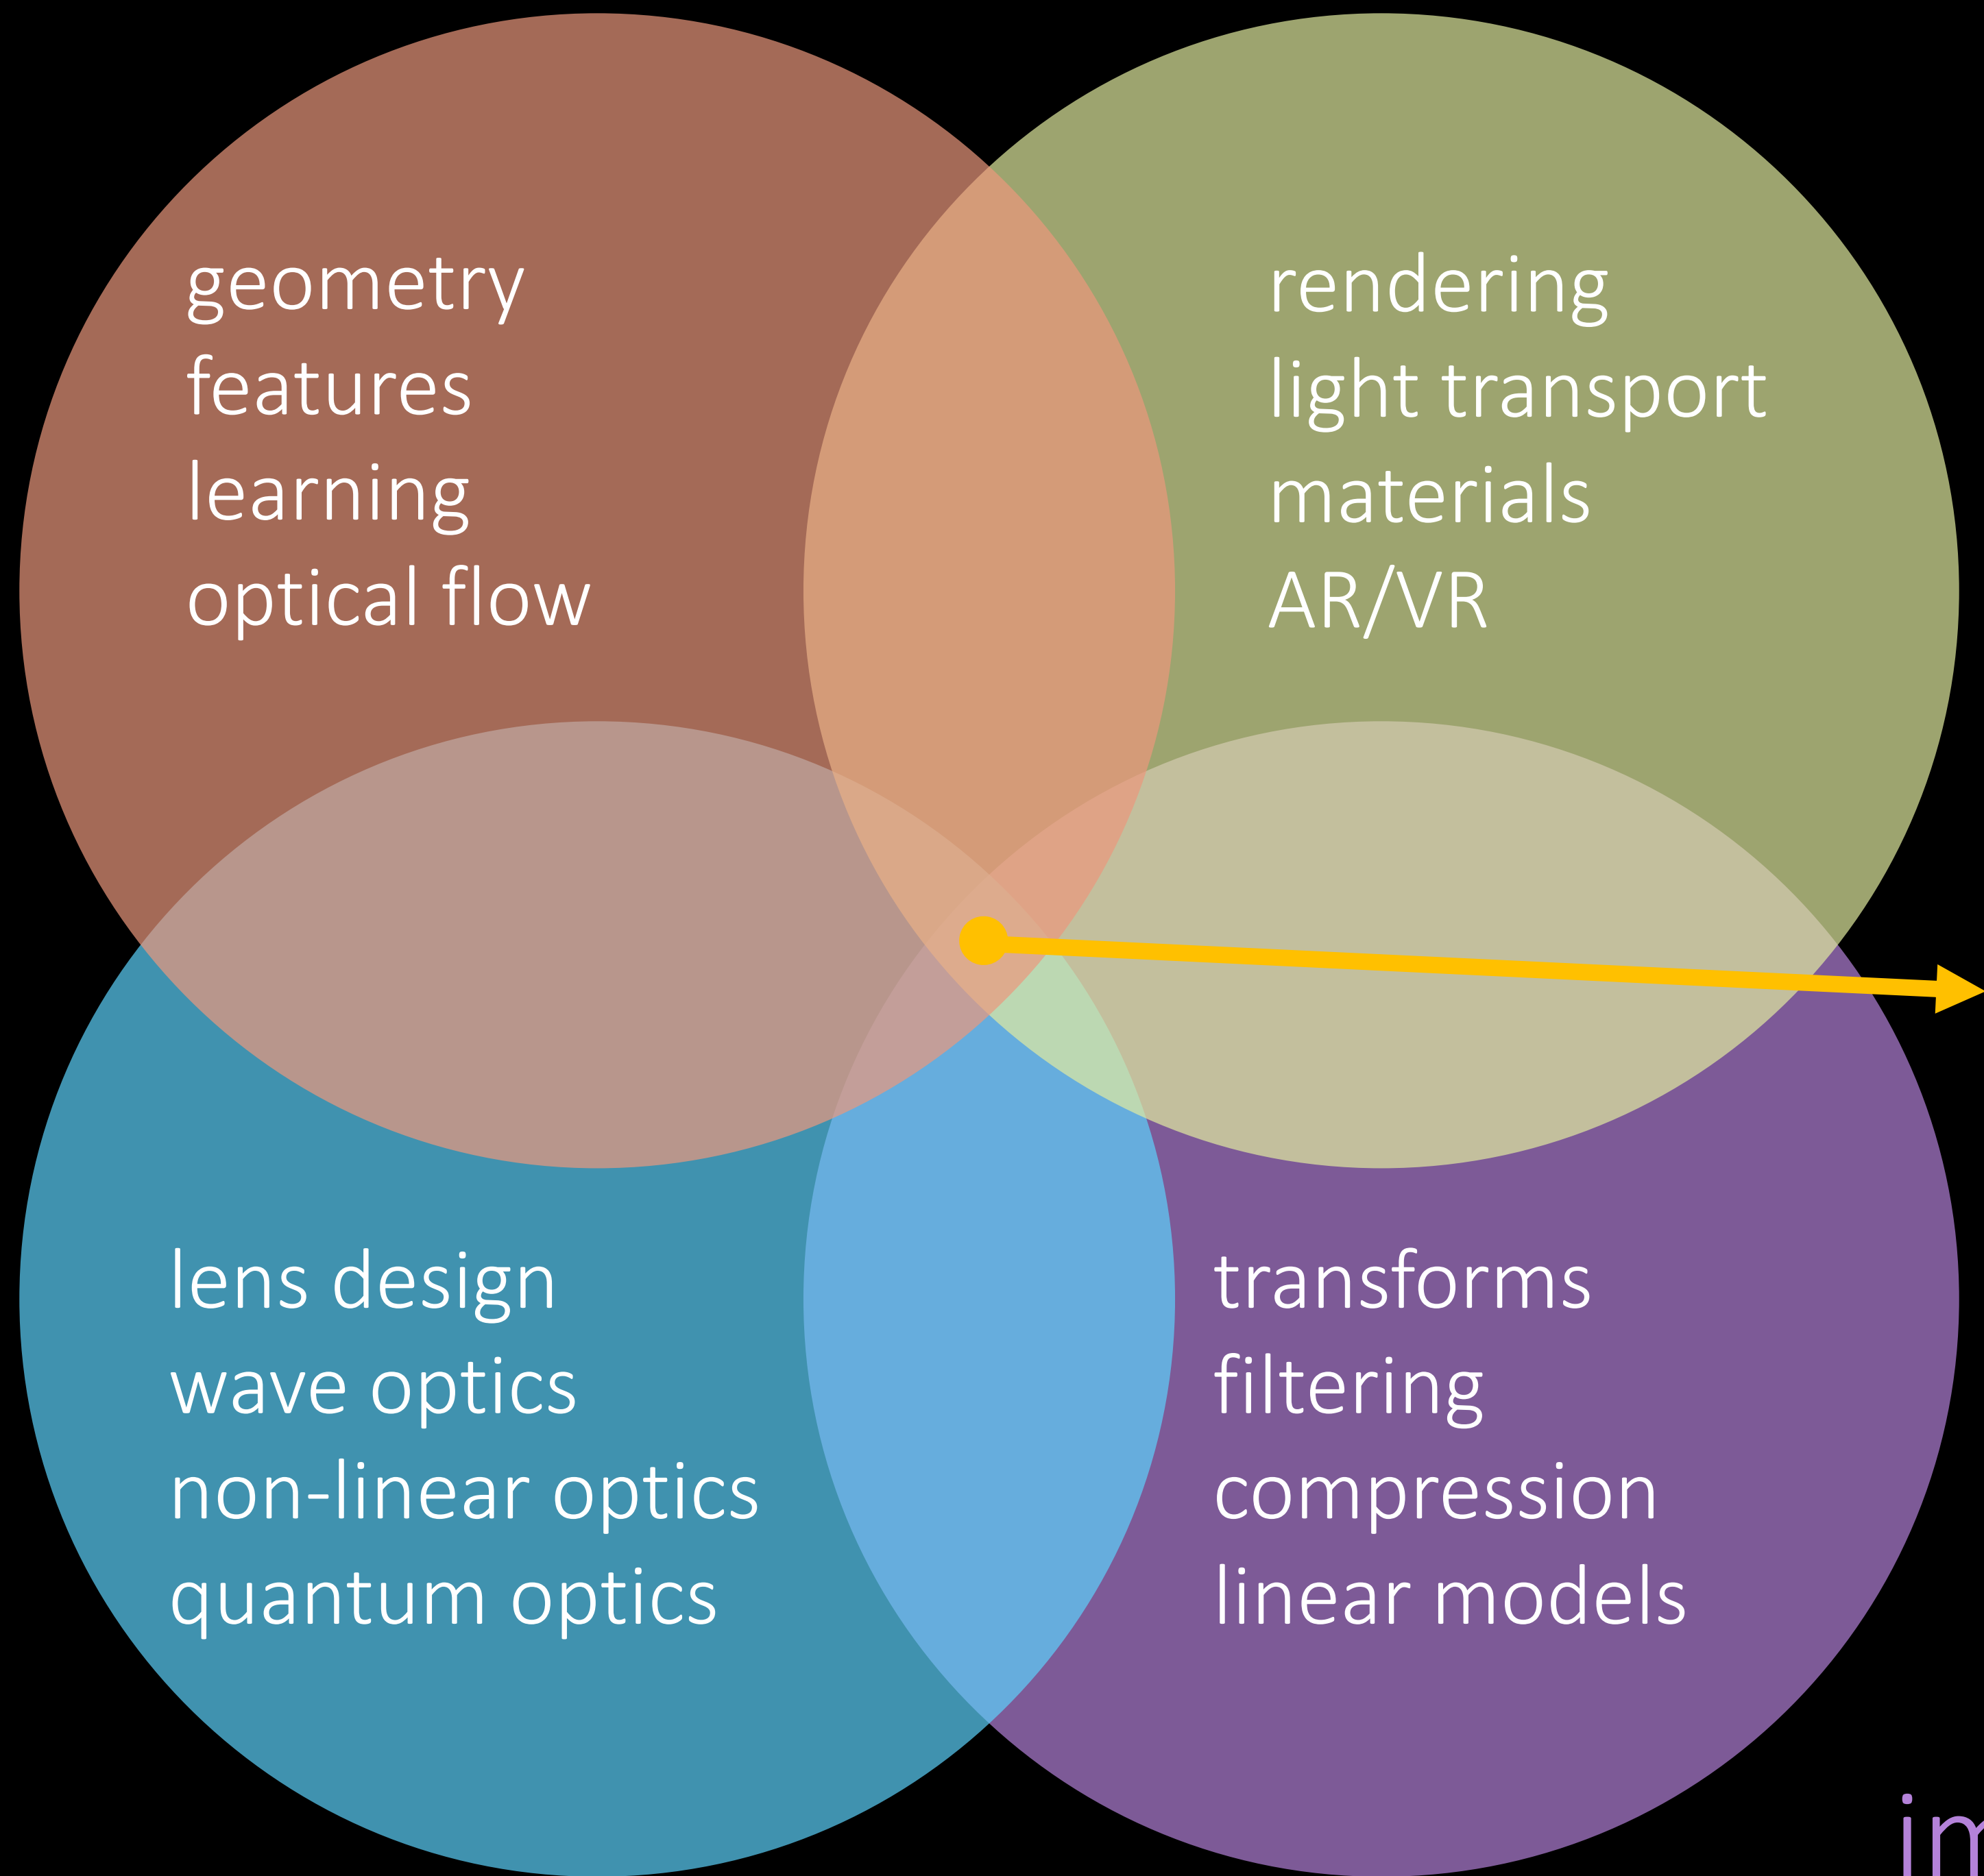 geometry
features
learning
optical flow
rendering
light transport
materials
AR/VR
lens design
wave optics
non-linear optics
quantum optics
transforms
filtering
compression
linear models